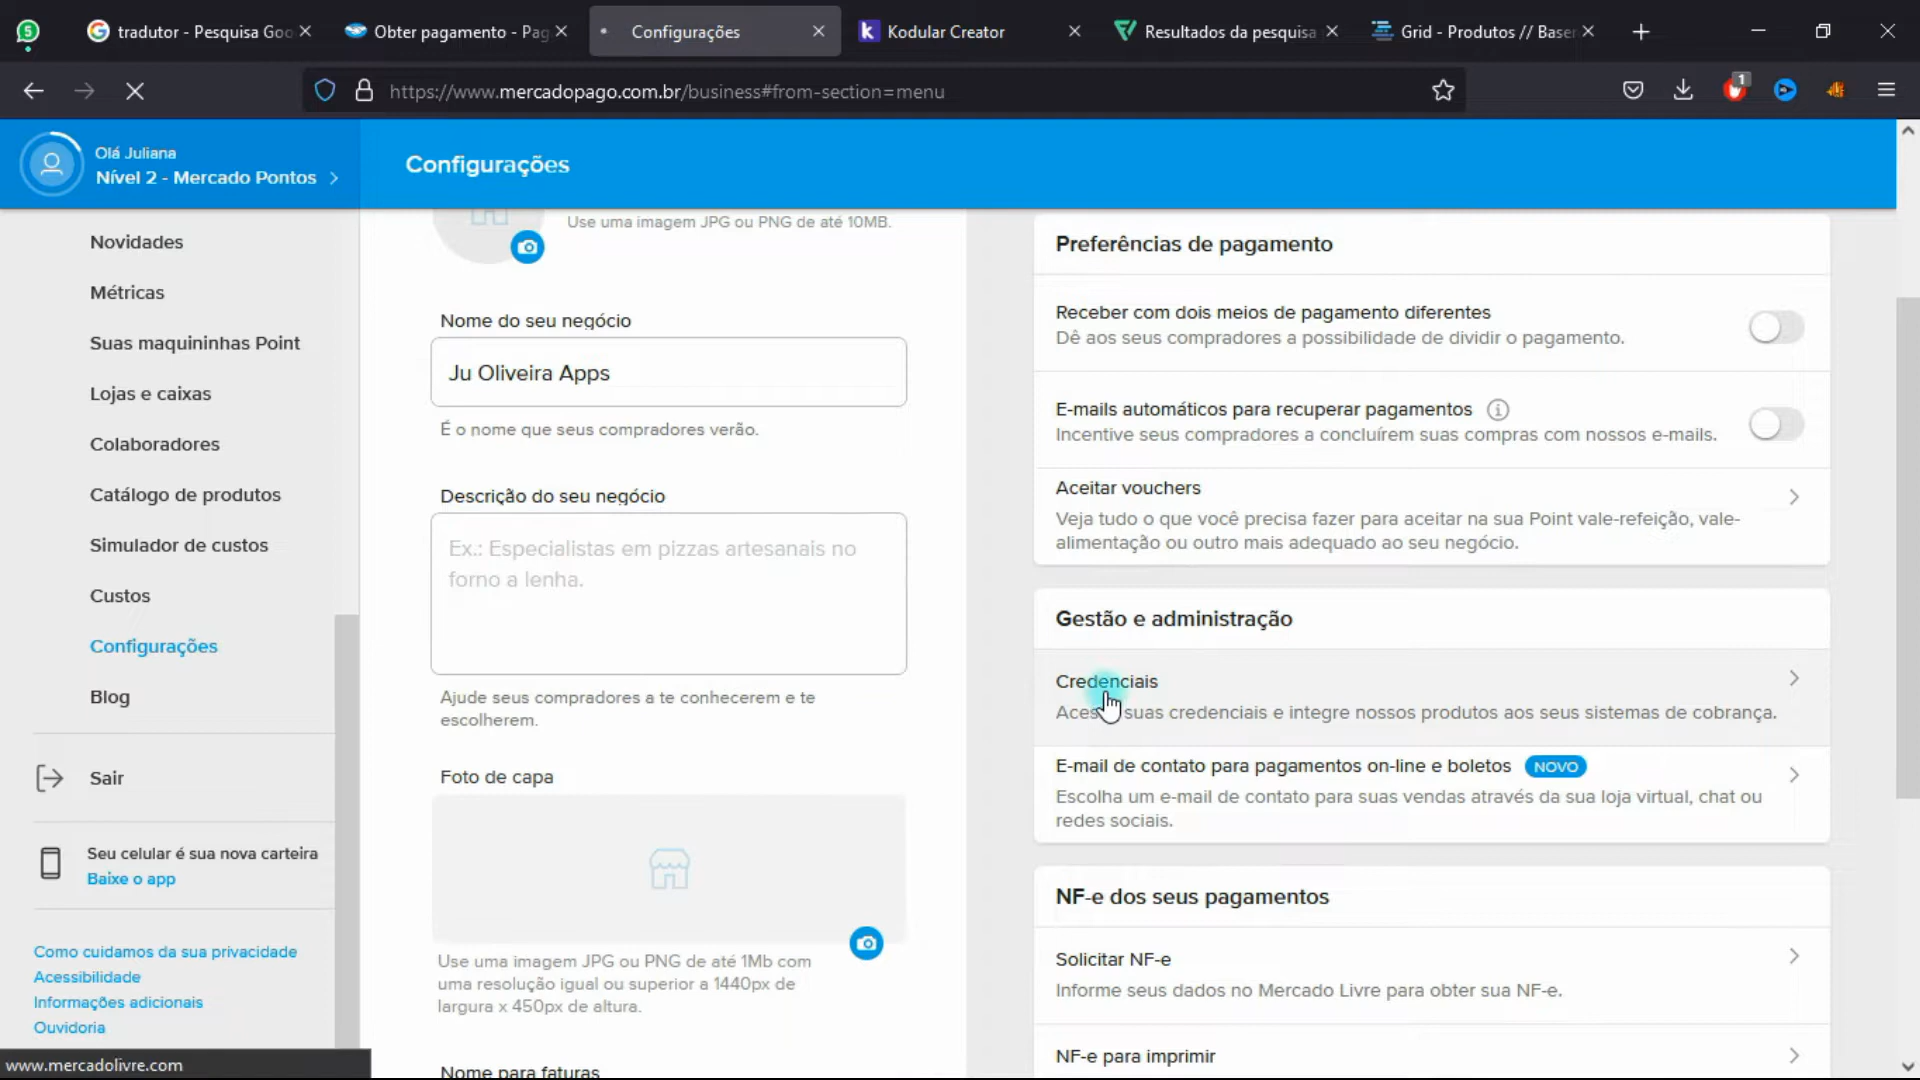 5
tradutor - Pesquisa Goo
Obter pagamento - Pag
Configurações
Kodular Creator
Resultados da pesquisa
Grid - Produtos // Baser
https://www.mercadopago.com.br/business#from-section=menu
1
Olá Juliana
Nível 2 - Mercado Pontos
Configurações
Novidades
Métricas
Suas maquininhas Point
Lojas e caixas
Colaboradores
Catálogo de produtos
Simulador de custos
Custos
Configurações
Blog
Sair
Seu celular é sua nova carteira
Baixe o app
Como cuidamos da sua privacidade
Acessibilidade
Informações adicionais
Ouvidoria
www.mercadolivre.com
Use uma imagem JPG ou PNG de até 10MB.
Nome do seu negócio
Ju Oliveira Apps
É o nome que seus compradores verão.
Descrição do seu negócio
Ex.: Especialistas em pizzas artesanais no
forno a lenha.
Ajude seus compradores a te conhecerem e te
escolherem.
Foto de capa
Use uma imagem JPG ou PNG de até 1Mb com
uma resolução igual ou superior a 1440px de
largura x 450px de altura.
Nome para faturas
Preferências de pagamento
Receber com dois meios de pagamento diferentes
Dê aos seus compradores a possibilidade de dividir o pagamento.
E-mails automáticos para recuperar pagamentos
Incentive seus compradores a concluírem suas compras com nossos e-mails.
Aceitar vouchers
Veja tudo o que você precisa fazer para aceitar na sua Point vale-refeição, vale-
alimentação ou outro mais adequado ao seu negócio.
Gestão e administração
Credenciais
suas credenciais e integre nossos produtos aos seus sistemas de cobrança.
E-mail de contato para pagamentos on-line e boletos NOVO
Escolha um e-mail de contato para suas vendas através da sua loja virtual, chat ou
redes sociais.
NF-e dos seus pagamentos
Solicitar NF-e
Informe seus dados no Mercado Livre para obter sua NF-e.
NF-e para imprimir